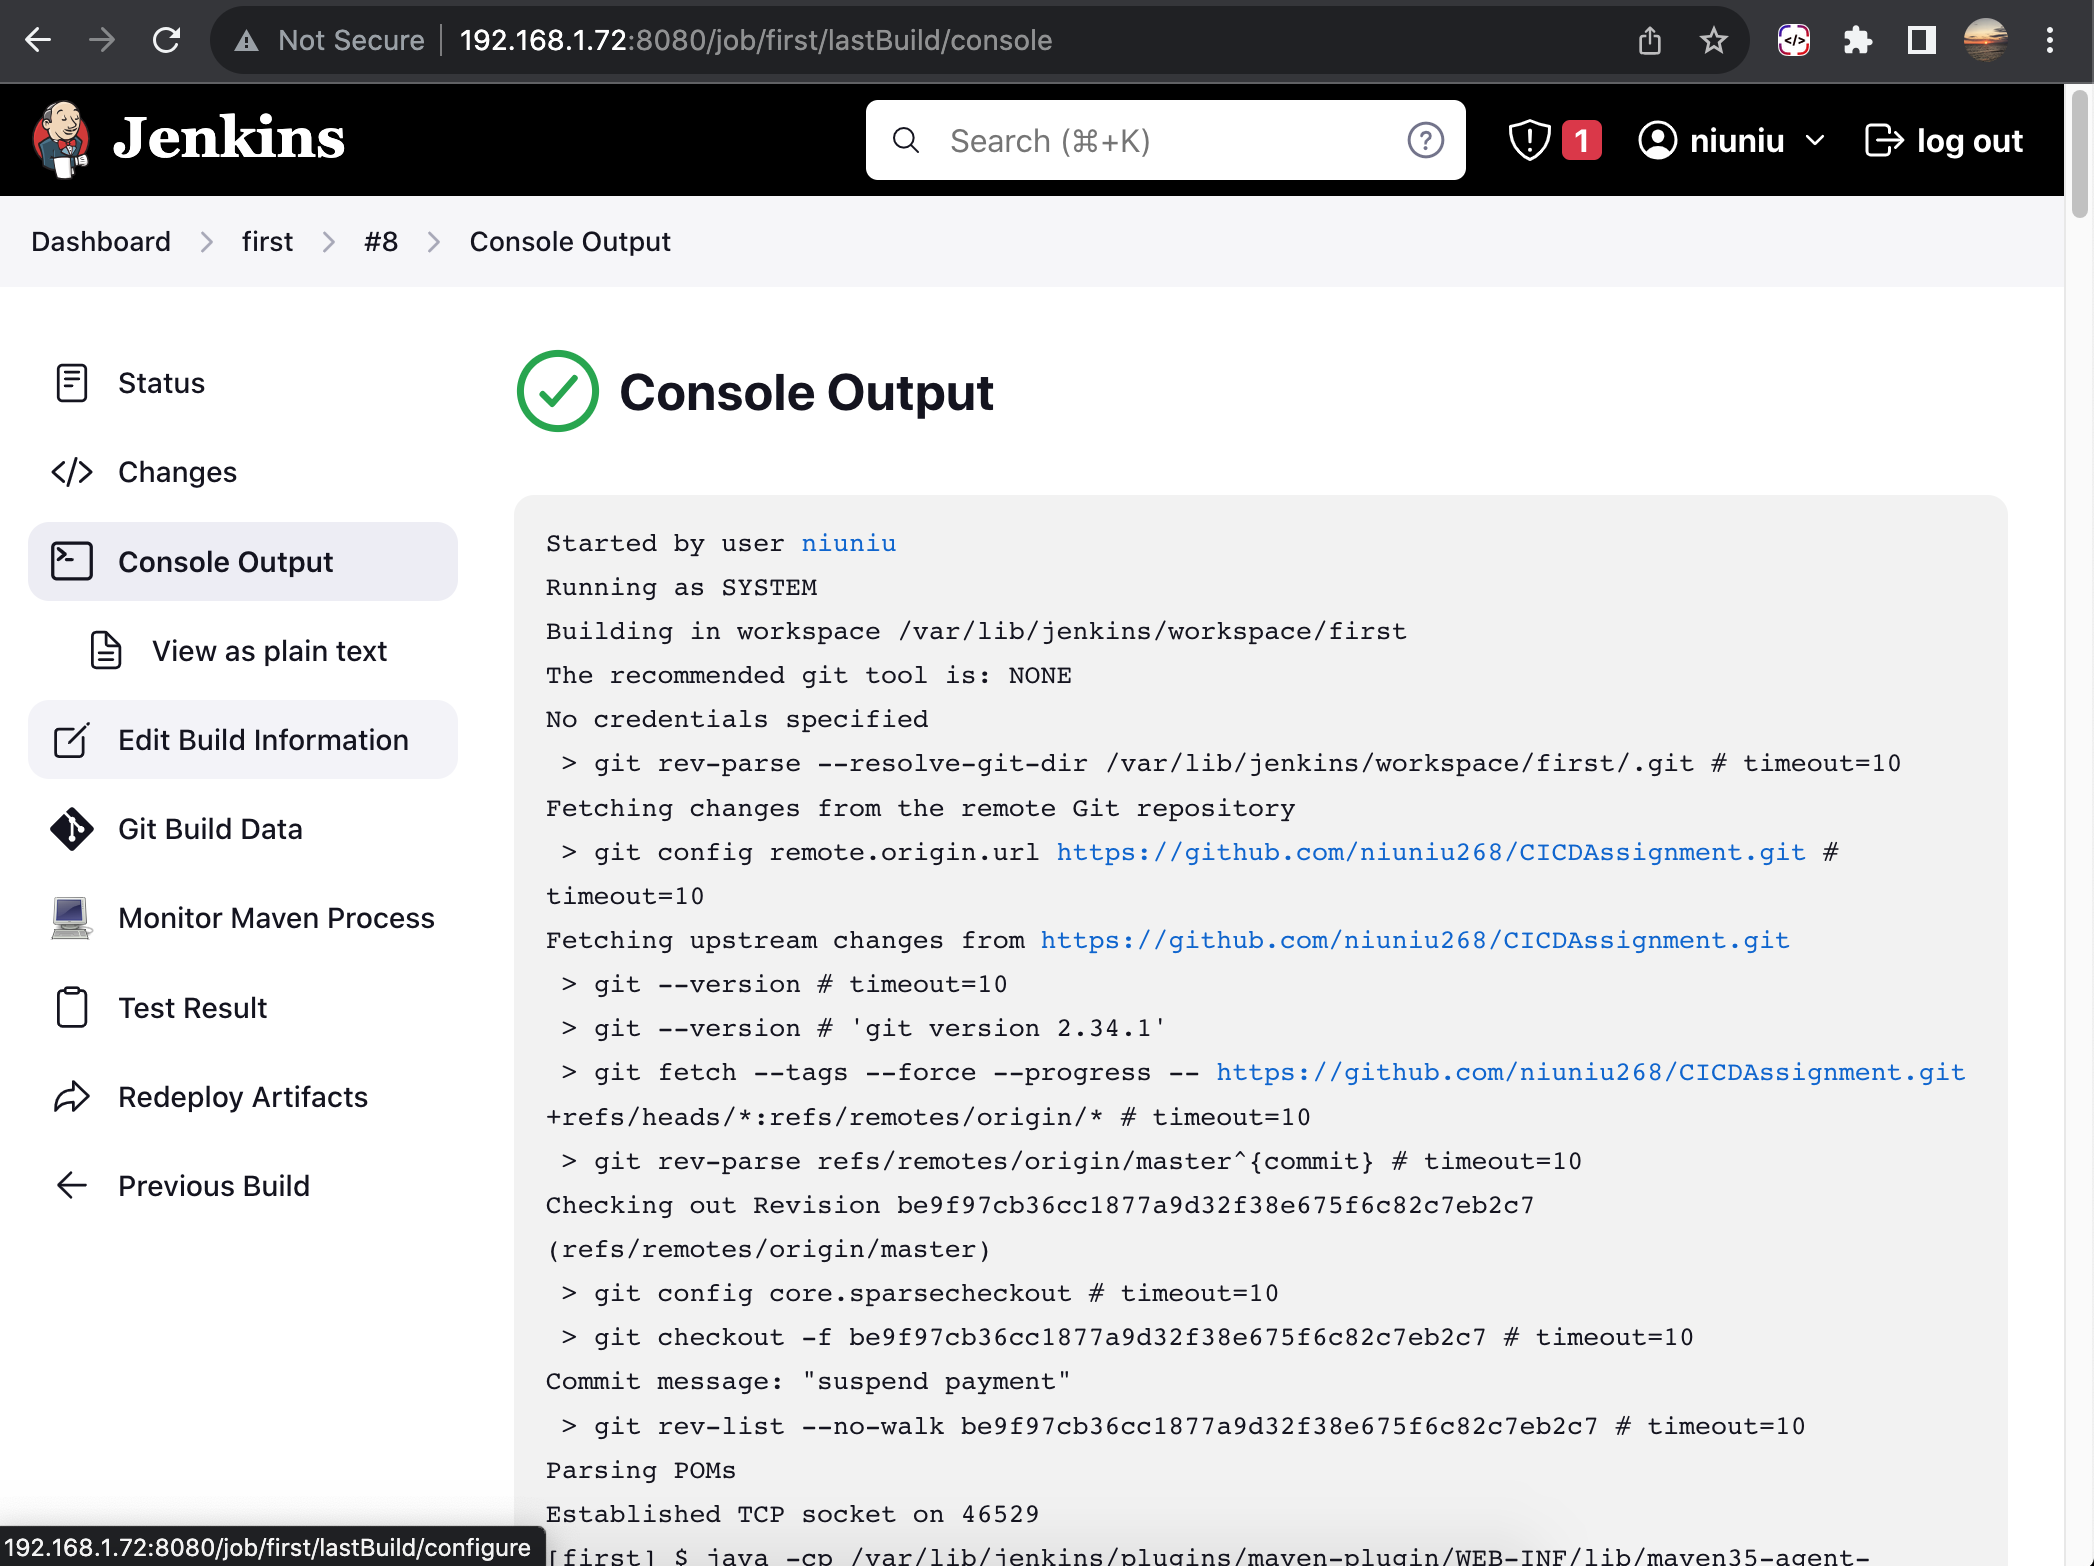 Not Secure 192.168.1.72:8080/job/first/lastBuild/console
Jenkins
Search (⌘+K)
1
niuniu
log out
Dashboard
first
#8
Console Output
Status
Changes
Console Output
View as plain text
Edit Build Information
Git Build Data
Monitor Maven Process
Test Result
Redeploy Artifacts
Previous Build
Console Output
Started by user niuniu
Running as SYSTEM
Building in workspace /var/lib/jenkins/workspace/first
The recommended git tool is: NONE
No credentials specified
 > git rev-parse --resolve-git-dir /var/lib/jenkins/workspace/first/.git # timeout=10
Fetching changes from the remote Git repository
 > git config remote.origin.url https://github.com/niuniu268/CICDAssignment.git #
timeout=10
Fetching upstream changes from https://github.com/niuniu268/CICDAssignment.git
 > git --version # timeout=10
 > git --version # 'git version 2.34.1'
 > git fetch --tags --force --progress -- https://github.com/niuniu268/CICDAssignment.git
+refs/heads/*:refs/remotes/origin/* # timeout=10
 > git rev-parse refs/remotes/origin/master^{commit} # timeout=10
Checking out Revision be9f97cb36cc1877a9d32f38e675f6c82c7eb2c7
(refs/remotes/origin/master)
 > git config core.sparsecheckout # timeout=10
 > git checkout -f be9f97cb36cc1877a9d32f38e675f6c82c7eb2c7 # timeout=10
Commit message: "suspend payment"
 > git rev-list --no-walk be9f97cb36cc1877a9d32f38e675f6c82c7eb2c7 # timeout=10
Parsing POMs
Established TCP socket on 46529
[first] $ java -cp /var/lib/jenkins/plugins/maven-plugin/WEB-INF/lib/maven35-agent-
192.168.1.72:8080/job/first/lastBuild/configure